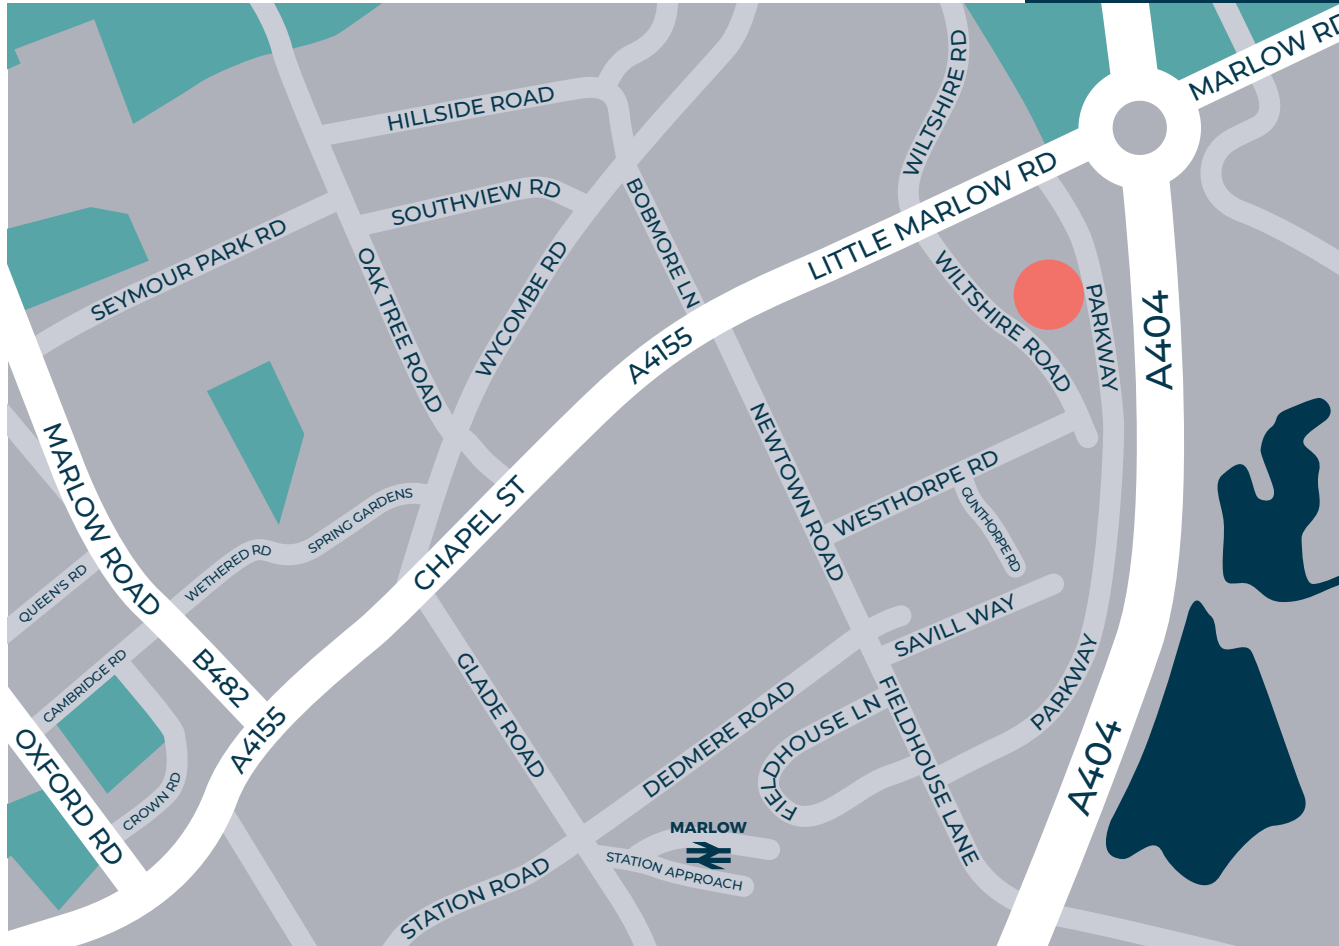 MARLOW RD
WILTSHIRE RD
HILLSIDE ROAD
LITTLE MARLOW RD
SOUTHVIEW RD
BOBMORE LN
SEYMOUR PARK RD
OAK TREE ROAD
WYCOMBE RD
WILTSHIRE ROAD
PARKWAY
A404
A4155
MARLOW ROAD
NEWTOWN ROAD
WESTHORPE RD
GUNTHORPE RD
CHAPEL ST
SPRING GARDENS
WETHERED RD
QUEEN'S RD
SAVILL WAY
CAMBRIDGE RD
B482
GLADE ROAD
PARKWAY
DEDMERE ROAD
FIELDHOUSE LN
FIELDHOUSE LANE
A4155
OXFORD RD
CROWN RD
A404
MARLOW
STATION APPROACH
STATION ROAD